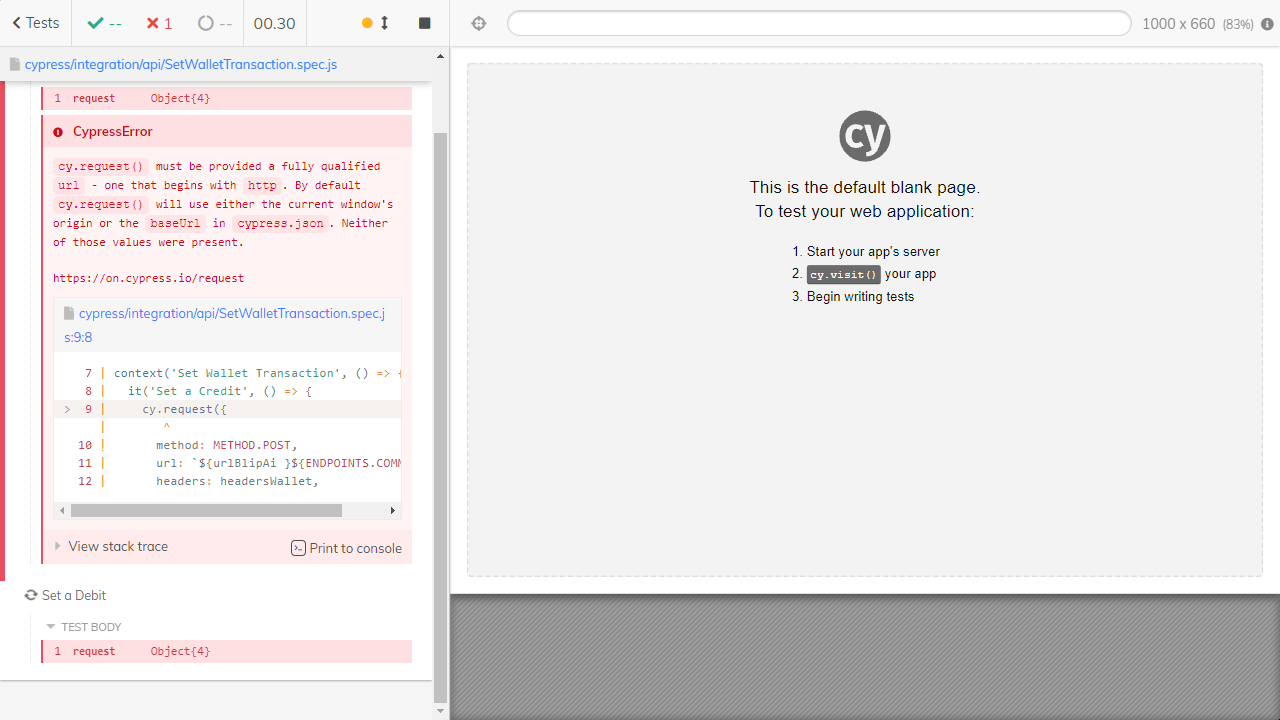 Tests
--
1
--
00.30
1000 x 660 (83%)
cypress/integration/api/SetWalletTransaction.spec.js
1 request Object{4}
CypressError
cy.request() must be provided a fully qualified
url - one that begins with http. By default
cy.request() will use either the current window's
origin or the baseUrl in cypress.json. Neither
of those values were present.
https://on.cypress.io/request
cypress/integration/api/SetWalletTransaction.spec.j
s:9:8
7 | context('Set Wallet Transaction', () => {
8 | it('Set a Credit', () => {
> 9 | cy.request({
| ^
10 | method: METHOD.POST,
11 | url: `${urlBlipAi }${ENDPOINTS.COMM
12 | headers: headersWallet,
View stack trace
Print to console
Set a Debit
TEST BODY
1 request Object{4}
cy
This is the default blank page.
To test your web application:
1. Start your app's server
2. cy.visit() your app
3. Begin writing tests